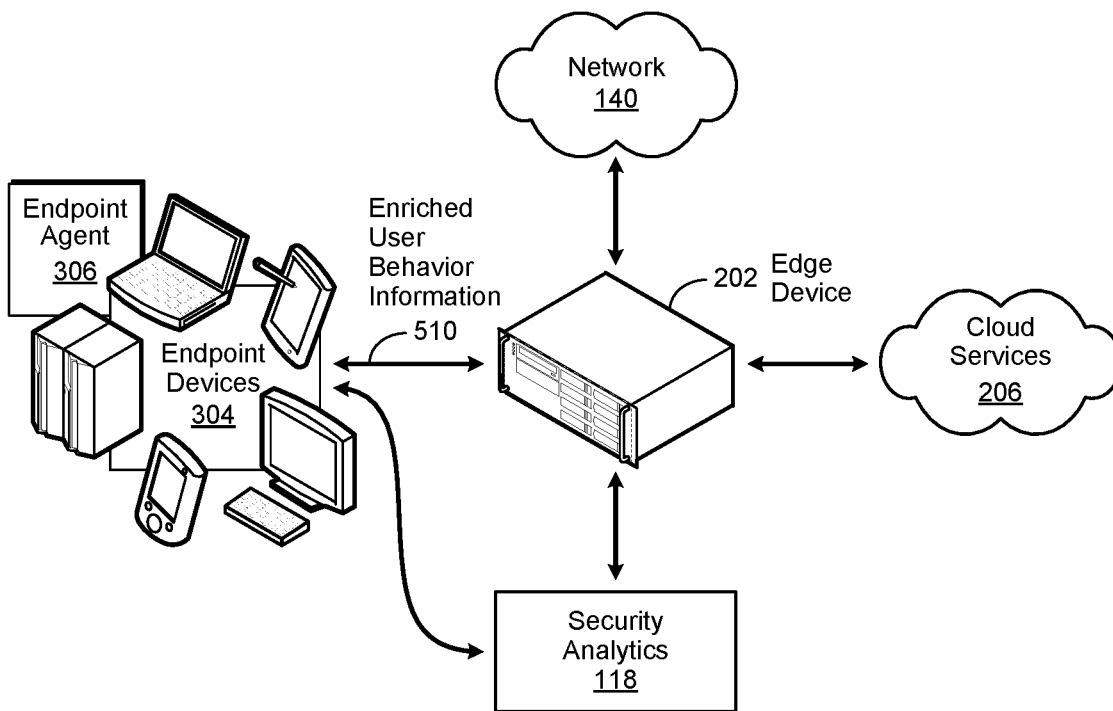 Network
140
Endpoint
Agent
306
Enriched
User
Behavior
Information
510
202
Edge
Device
Endpoint
Devices
304
Cloud
Services
206
Security
Analytics
118